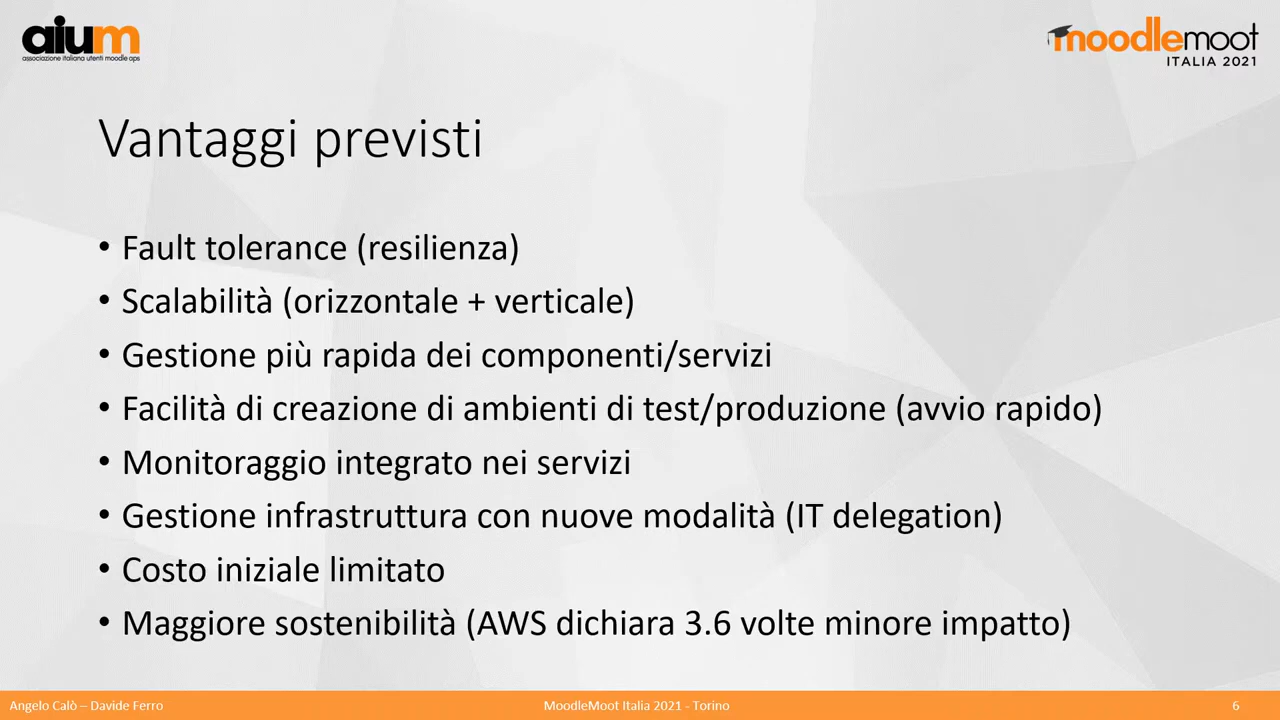 aium
associazione italiana utenti moodle aps
moodlemoot
ITALIA 2021
Vantaggi previsti
• Fault tolerance (resilienza)
• Scalabilità (orizzontale + verticale)
• Gestione più rapida dei componenti/servizi
• Facilità di creazione di ambienti di test/produzione (avvio rapido)
• Monitoraggio integrato nei servizi
• Gestione infrastruttura con nuove modalità (IT delegation)
• Costo iniziale limitato
• Maggiore sostenibilità (AWS dichiara 3.6 volte minore impatto)
Angelo Calò – Davide Ferro
MoodleMoot Italia 2021 - Torino
6